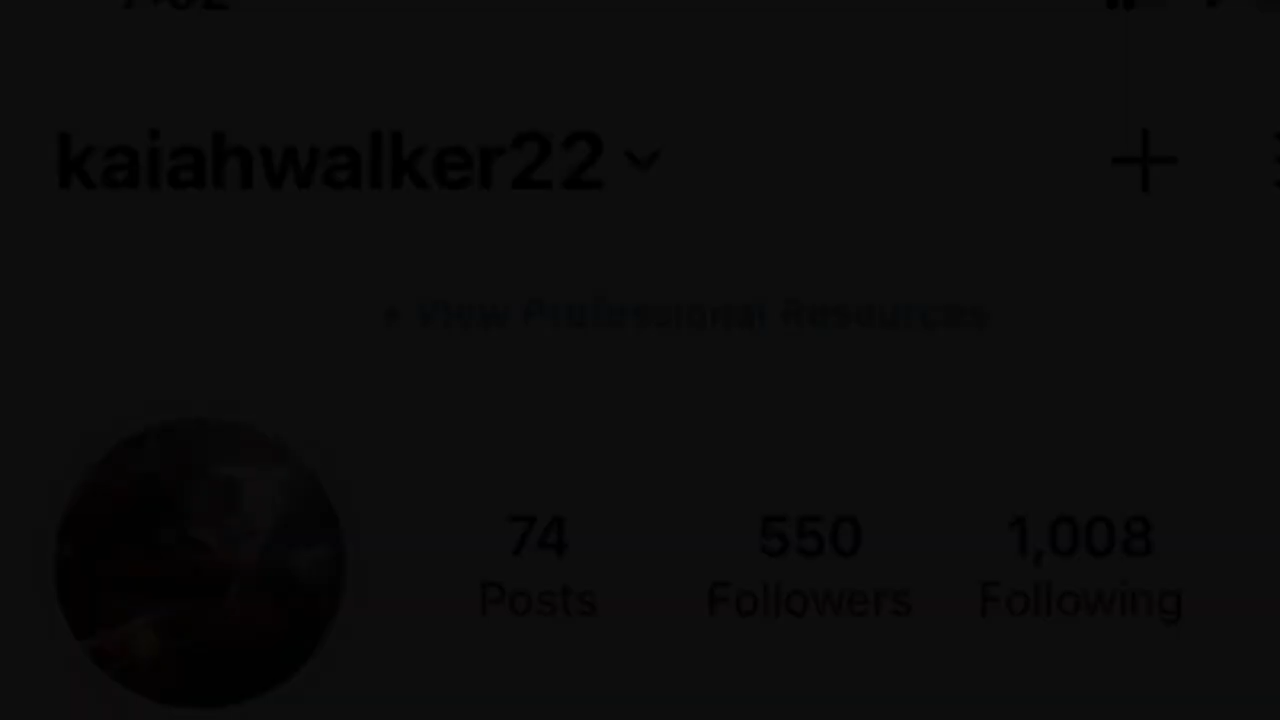 kaiahwalker22
View Professional Resources
74 550 1,008
Posts Followers Following